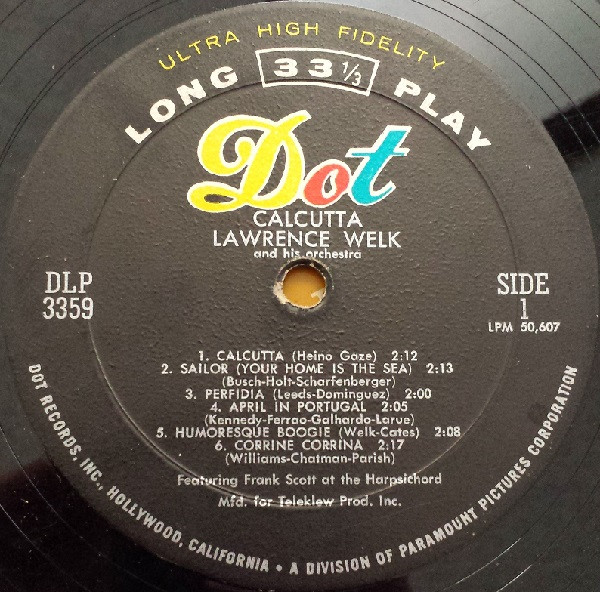 ULTRA HIGH FIDELITY
LONG 33 1/3 PLAY
Dot
CALCUTTA
LAWRENCE WELK
and his orchestra
DLP
3359
SIDE
1
LPM 50,607
1. CALCUTTA (Heino Gaze) 2:12
2. SAILOR (YOUR HOME IS THE SEA) 2:13
(Busch-Holt-Scharfenberger)
3. PERFIDIA (Leeds-Dominguez) 2:00
4. APRIL IN PORTUGAL 2:05
(Kennedy-Ferrao-Galhardo-Larue)
5. HUMORESQUE BOOGIE (Welk-Cates) 2:08
6. CORRINE CORRINA 2:17
(Williams-Chatman-Parish)
Featuring Frank Scott at the Harpsichord
Mfd. for Teleklew Prod. Inc.
DOT RECORDS, INC., HOLLYWOOD, CALIFORNIA • A DIVISION OF PARAMOUNT PICTURES CORPORATION